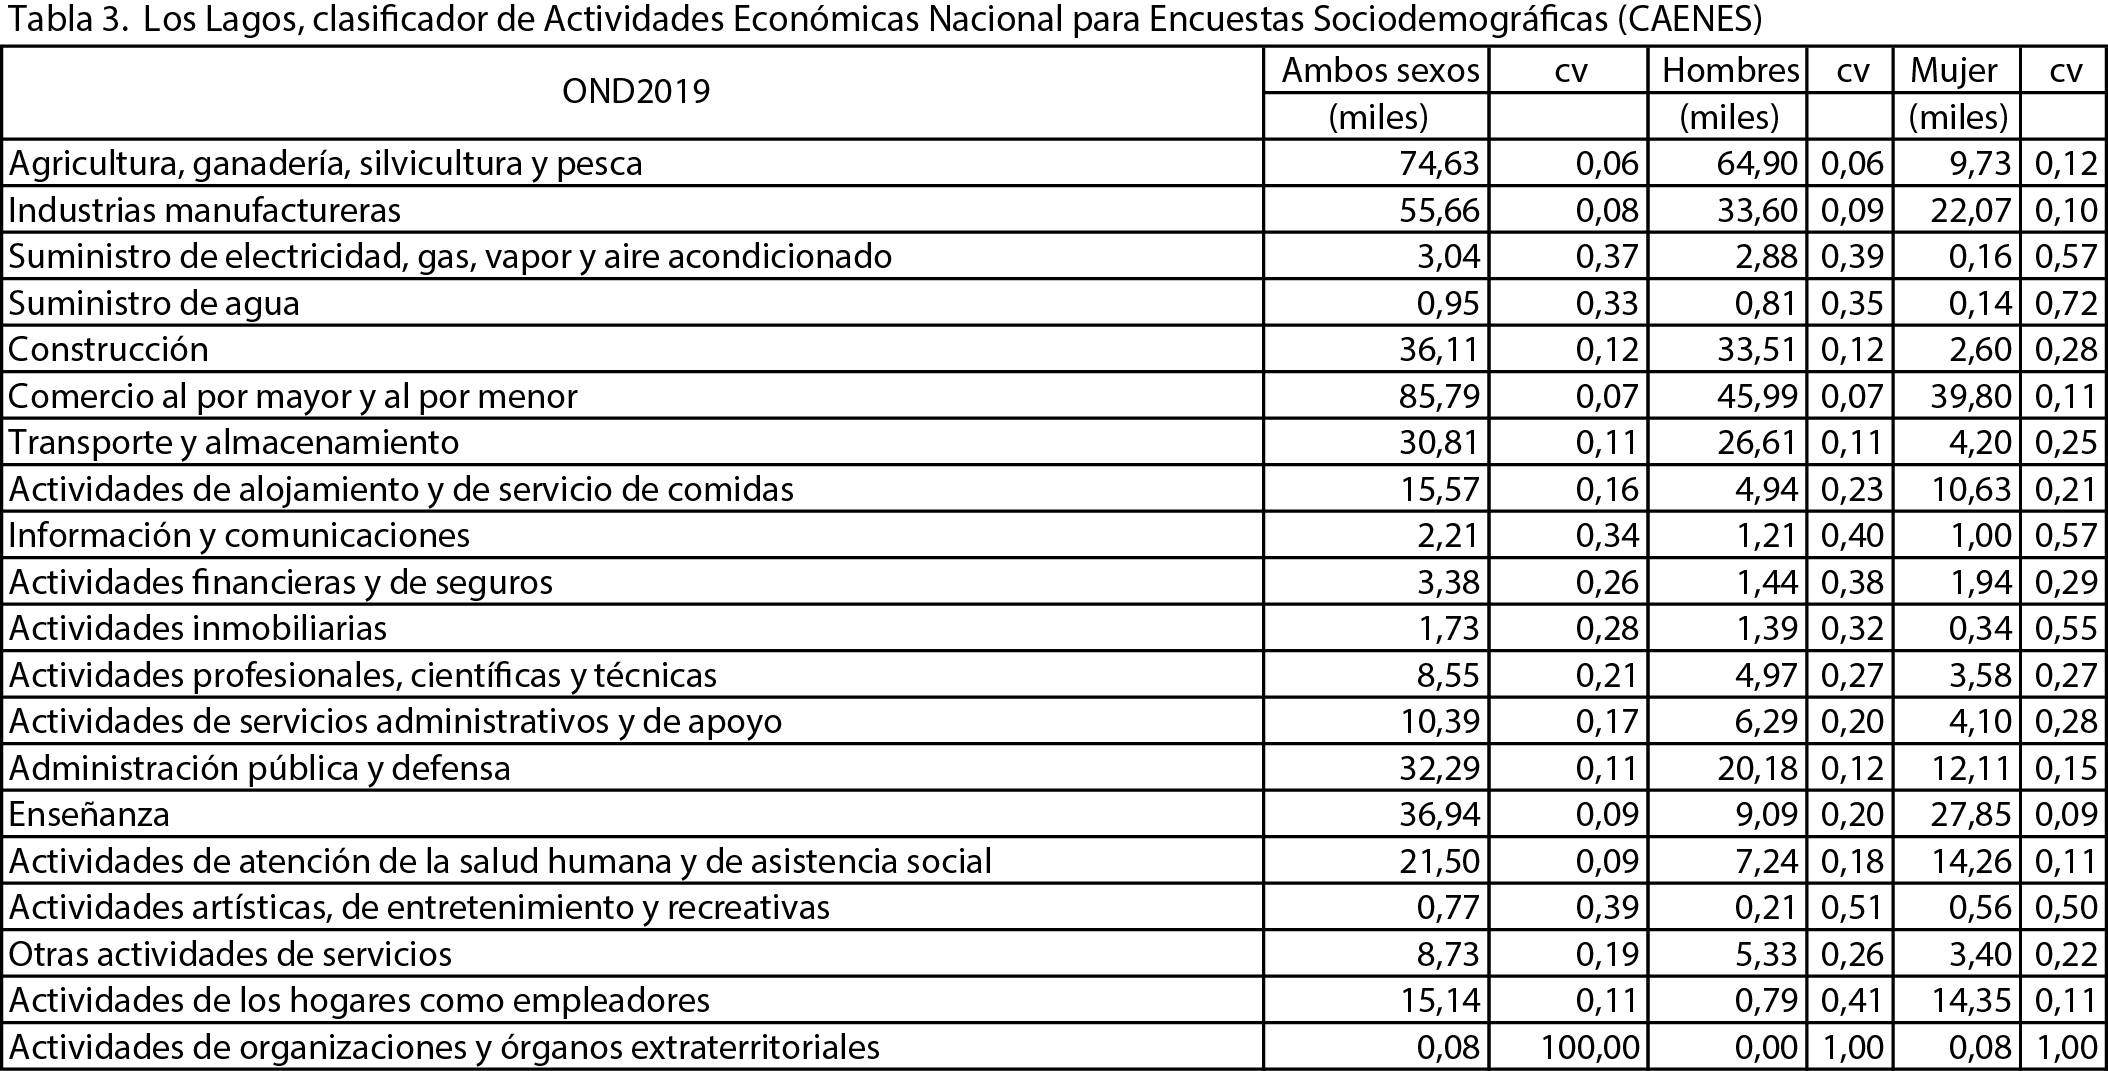 Tabla 3. Los Lagos, clasificador de Actividades Económicas Nacional para Encuestas Sociodemográficas (CAENES)
OND2019 Ambos sexos cv Hombres cv Mujer cv
(miles) (miles) (miles)
Agricultura, ganadería, silvicultura y pesca 74,63 0,06 64,90 0,06 9,73 0,12
Industrias manufactureras 55,66 0,08 33,60 0,09 22,07 0,10
Suministro de electricidad, gas, vapor y aire acondicionado 3,04 0,37 2,88 0,39 0,16 0,57
Suministro de agua 0,95 0,33 0,81 0,35 0,14 0,72
Construcción 36,11 0,12 33,51 0,12 2,60 0,28
Comercio al por mayor y al por menor 85,79 0,07 45,99 0,07 39,80 0,11
Transporte y almacenamiento 30,81 0,11 26,61 0,11 4,20 0,25
Actividades de alojamiento y de servicio de comidas 15,57 0,16 4,94 0,23 10,63 0,21
Información y comunicaciones 2,21 0,34 1,21 0,40 1,00 0,57
Actividades financieras y de seguros 3,38 0,26 1,44 0,38 1,94 0,29
Actividades inmobiliarias 1,73 0,28 1,39 0,32 0,34 0,55
Actividades profesionales, científicas y técnicas 8,55 0,21 4,97 0,27 3,58 0,27
Actividades de servicios administrativos y de apoyo 10,39 0,17 6,29 0,20 4,10 0,28
Administración pública y defensa 32,29 0,11 20,18 0,12 12,11 0,15
Enseñanza 36,94 0,09 9,09 0,20 27,85 0,09
Actividades de atención de la salud humana y de asistencia social 21,50 0,09 7,24 0,18 14,26 0,11
Actividades artísticas, de entretenimiento y recreativas 0,77 0,39 0,21 0,51 0,56 0,50
Otras actividades de servicios 8,73 0,19 5,33 0,26 3,40 0,22
Actividades de los hogares como empleadores 15,14 0,11 0,79 0,41 14,35 0,11
Actividades de organizaciones y órganos extraterritoriales 0,08 100,00 0,00 1,00 0,08 1,00